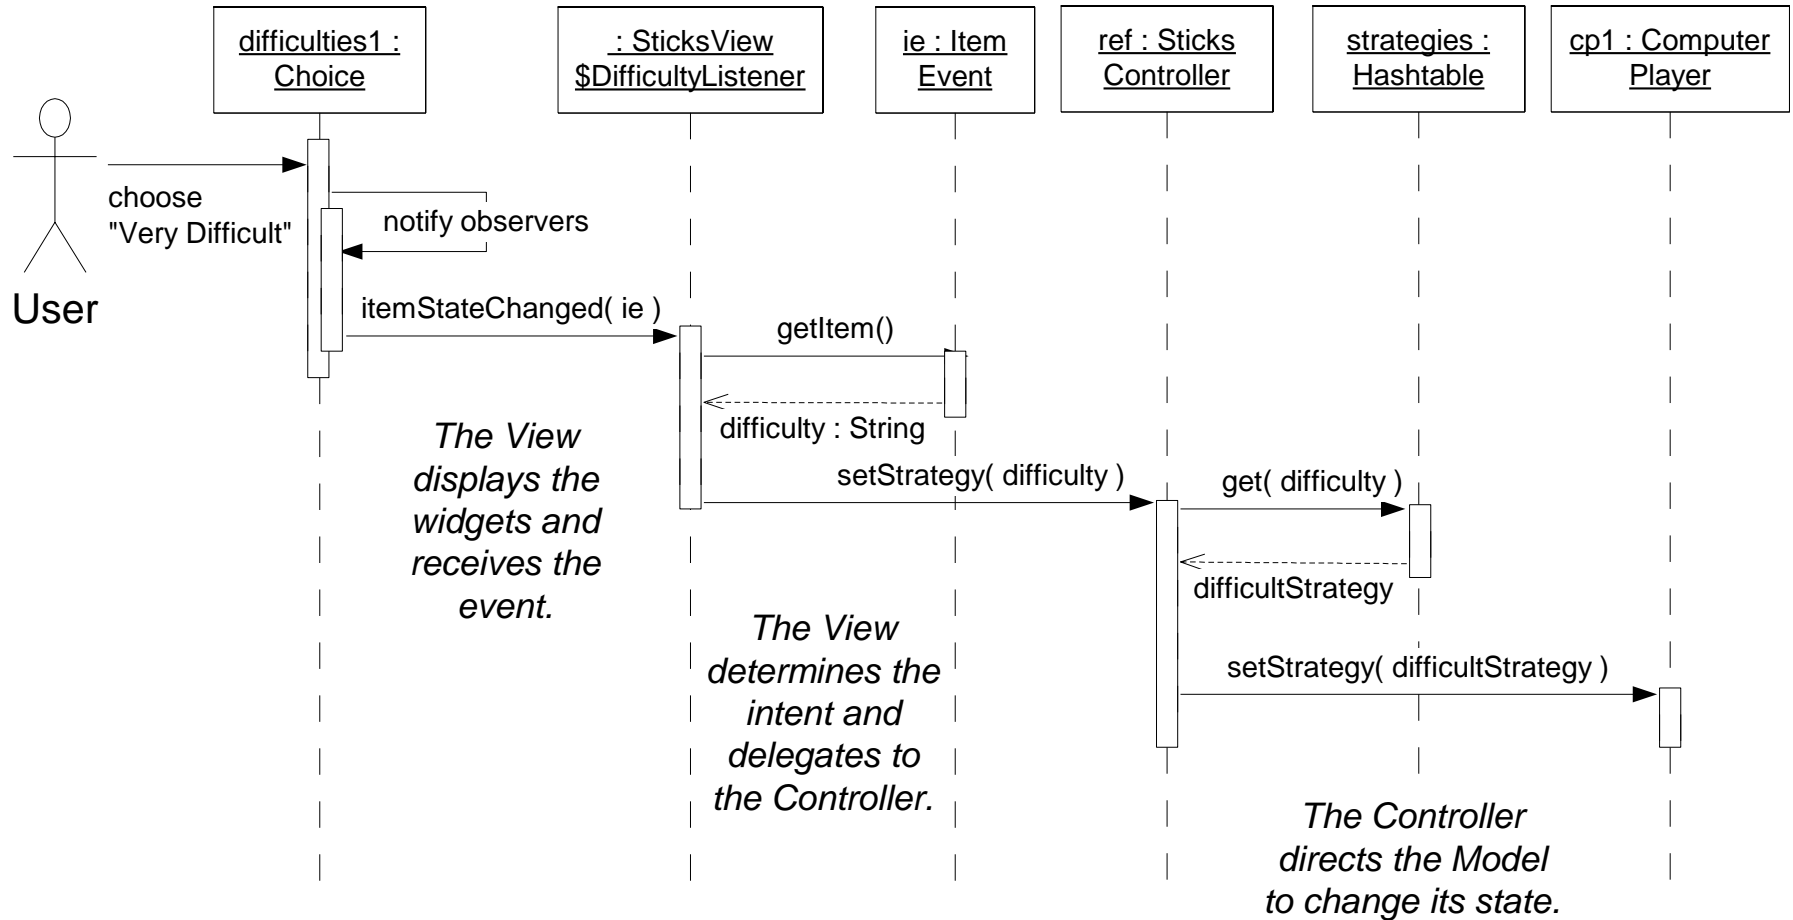 difficulties1 :
Choice
: SticksView
$DifficultyListener
ie : Item
Event
ref : Sticks
Controller
strategies :
Hashtable
cp1 : Computer
Player
choose
"Very Difficult"
User
notify observers
itemStateChanged( ie )
getItem()
difficulty : String
setStrategy( difficulty )
get( difficulty )
difficultStrategy
setStrategy( difficultStrategy )
The View
displays the
widgets and
receives the
event.
The View
determines the
intent and
delegates to
the Controller.
The Controller
directs the Model
to change its state.